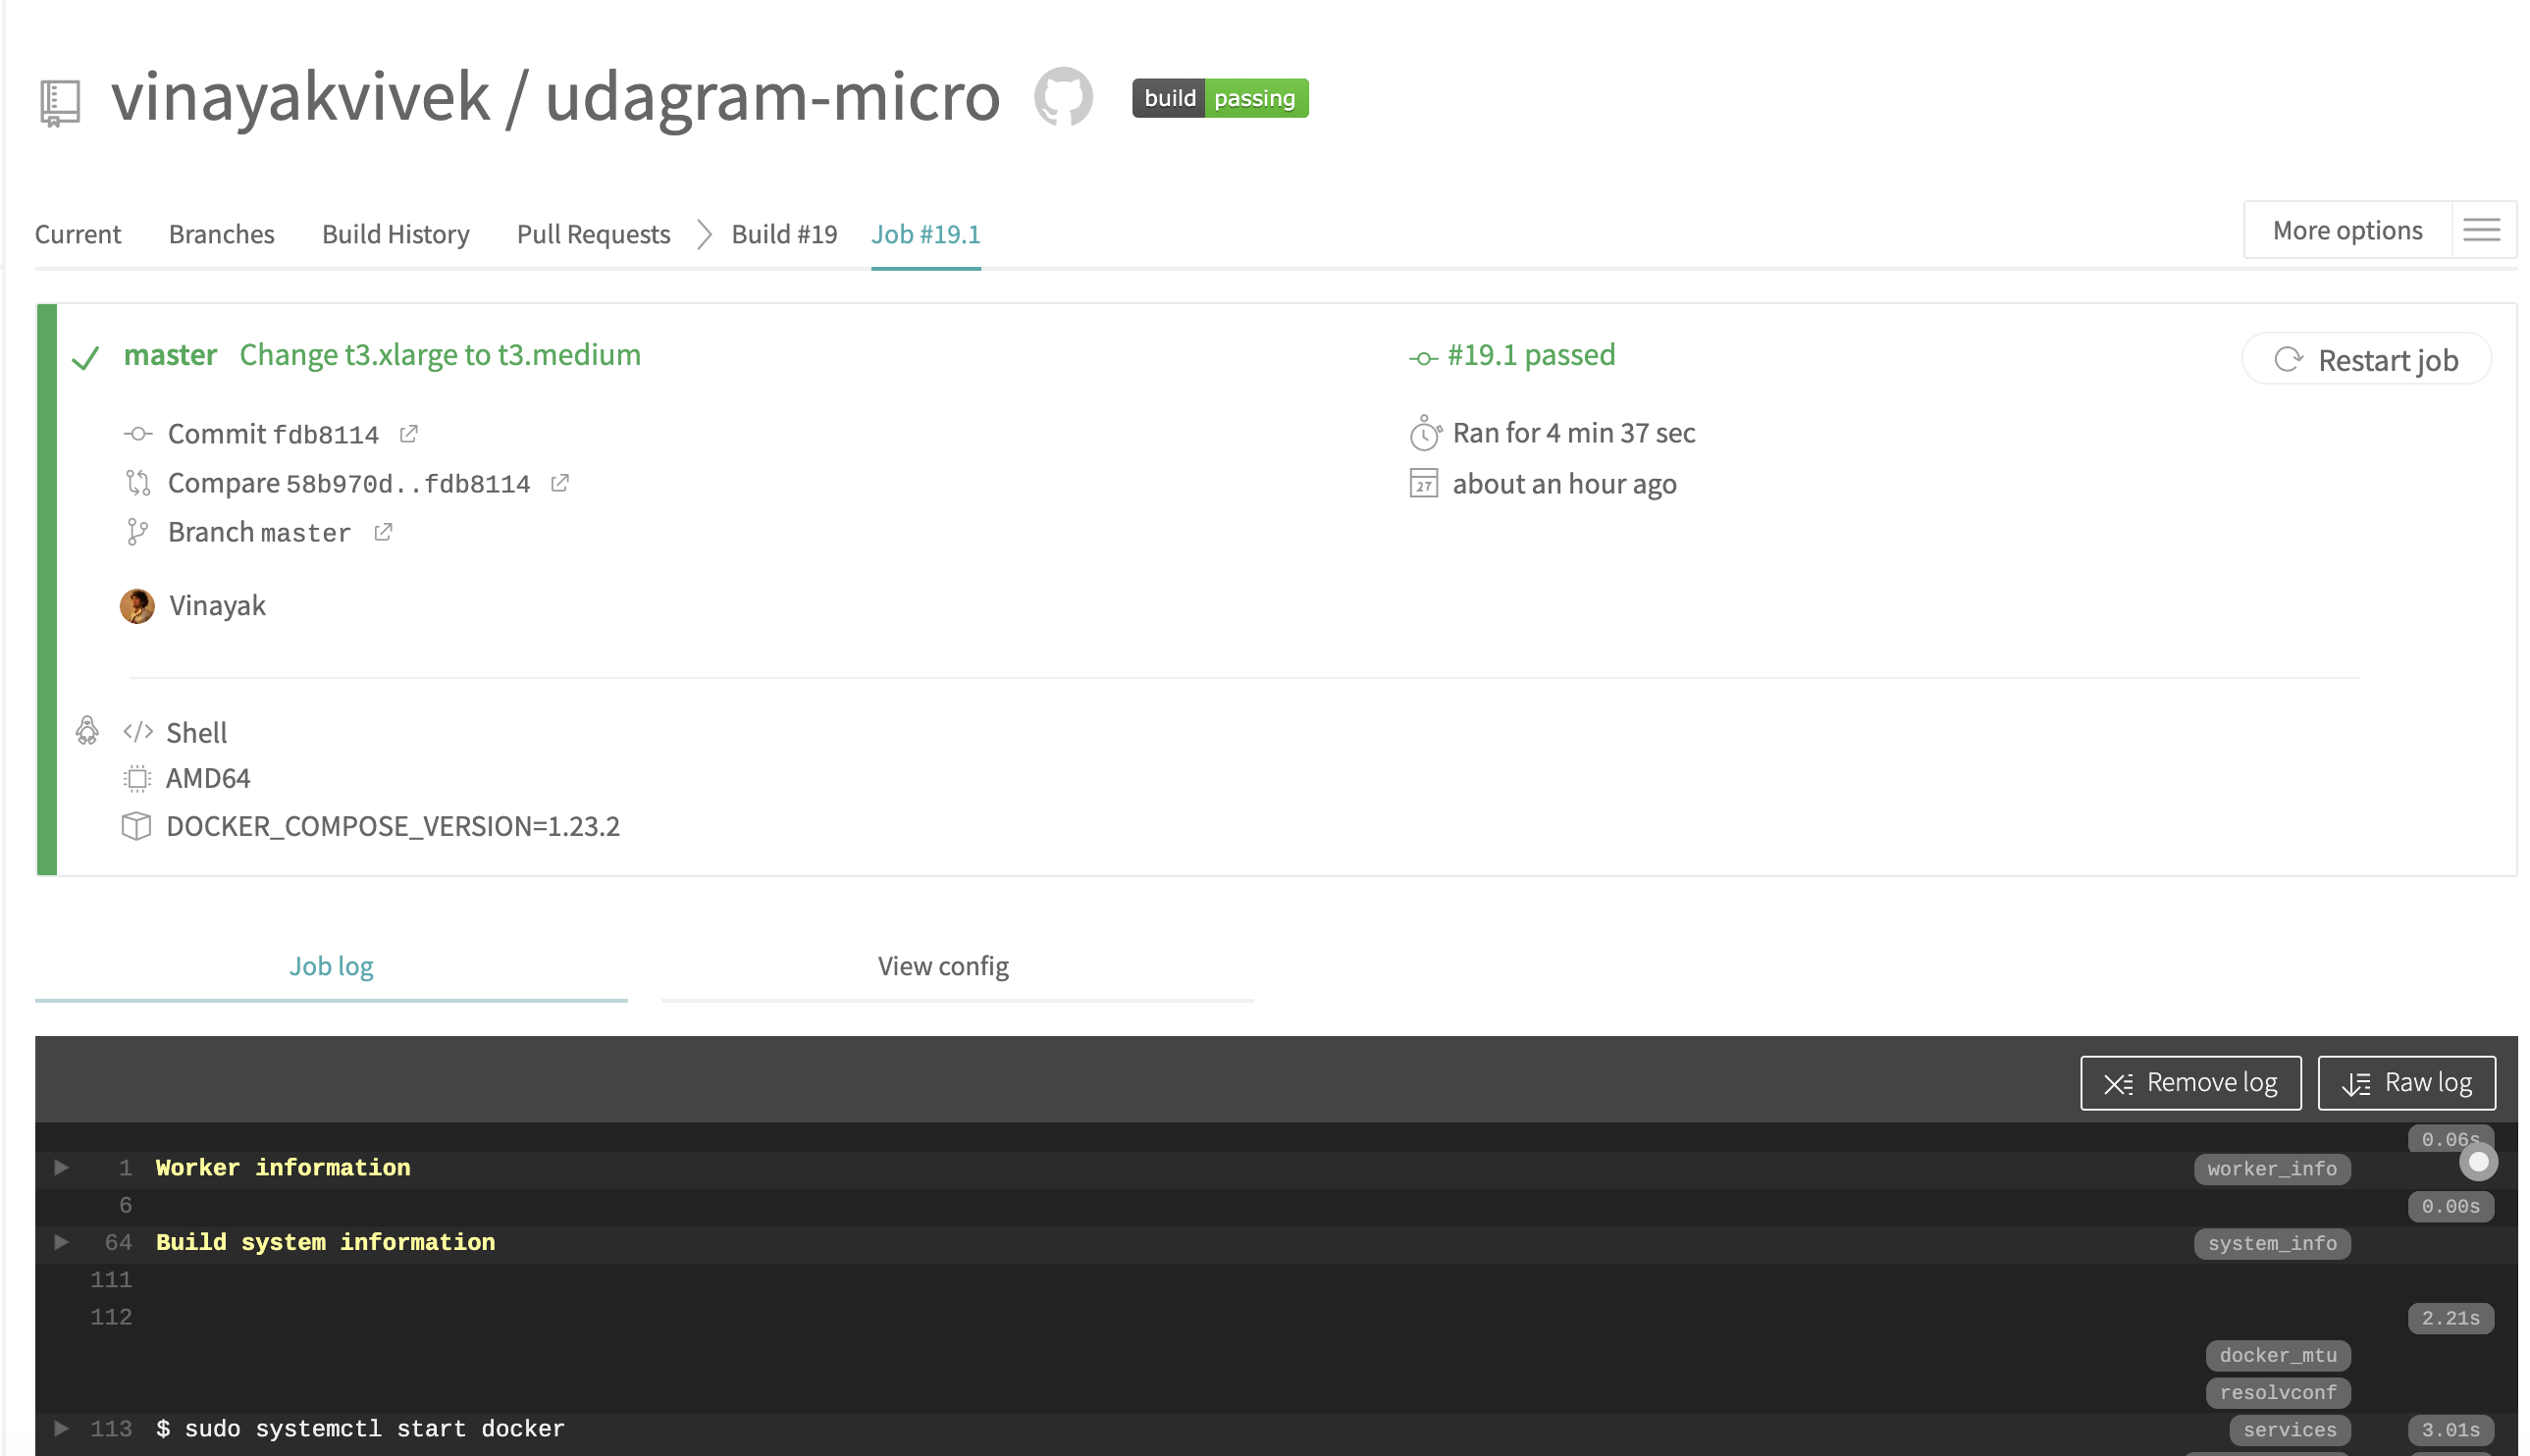 vinayakvivek / udagram-micro build passing
Current Branches Build History Pull Requests Build #19 Job #19.1 More options
master Change t3.xlarge to t3.medium
Commit fdb8114
Compare 58b970d..fdb8114
Branch master
Vinayak
#19.1 passed
Ran for 4 min 37 sec
27 about an hour ago
Restart job
</> Shell
AMD64
DOCKER_COMPOSE_VERSION=1.23.2
Job log View config
Remove log Raw log
0.06s
1 Worker information worker_info
6 0.00s
64 Build system information system_info
111
112 2.21s
docker_mtu
resolvconf
113 $ sudo systemctl start docker services 3.01s